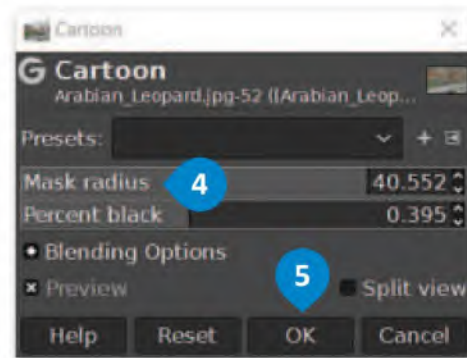 Cartoon
G Cartoon
Arabian_Leopard.jpg-52 ([Arabian_Leop...
Presets:
Mask radius 4 40.552
Percent black 0.395
Blending Options
5
Preview Split view
Help Reset OK Cancel